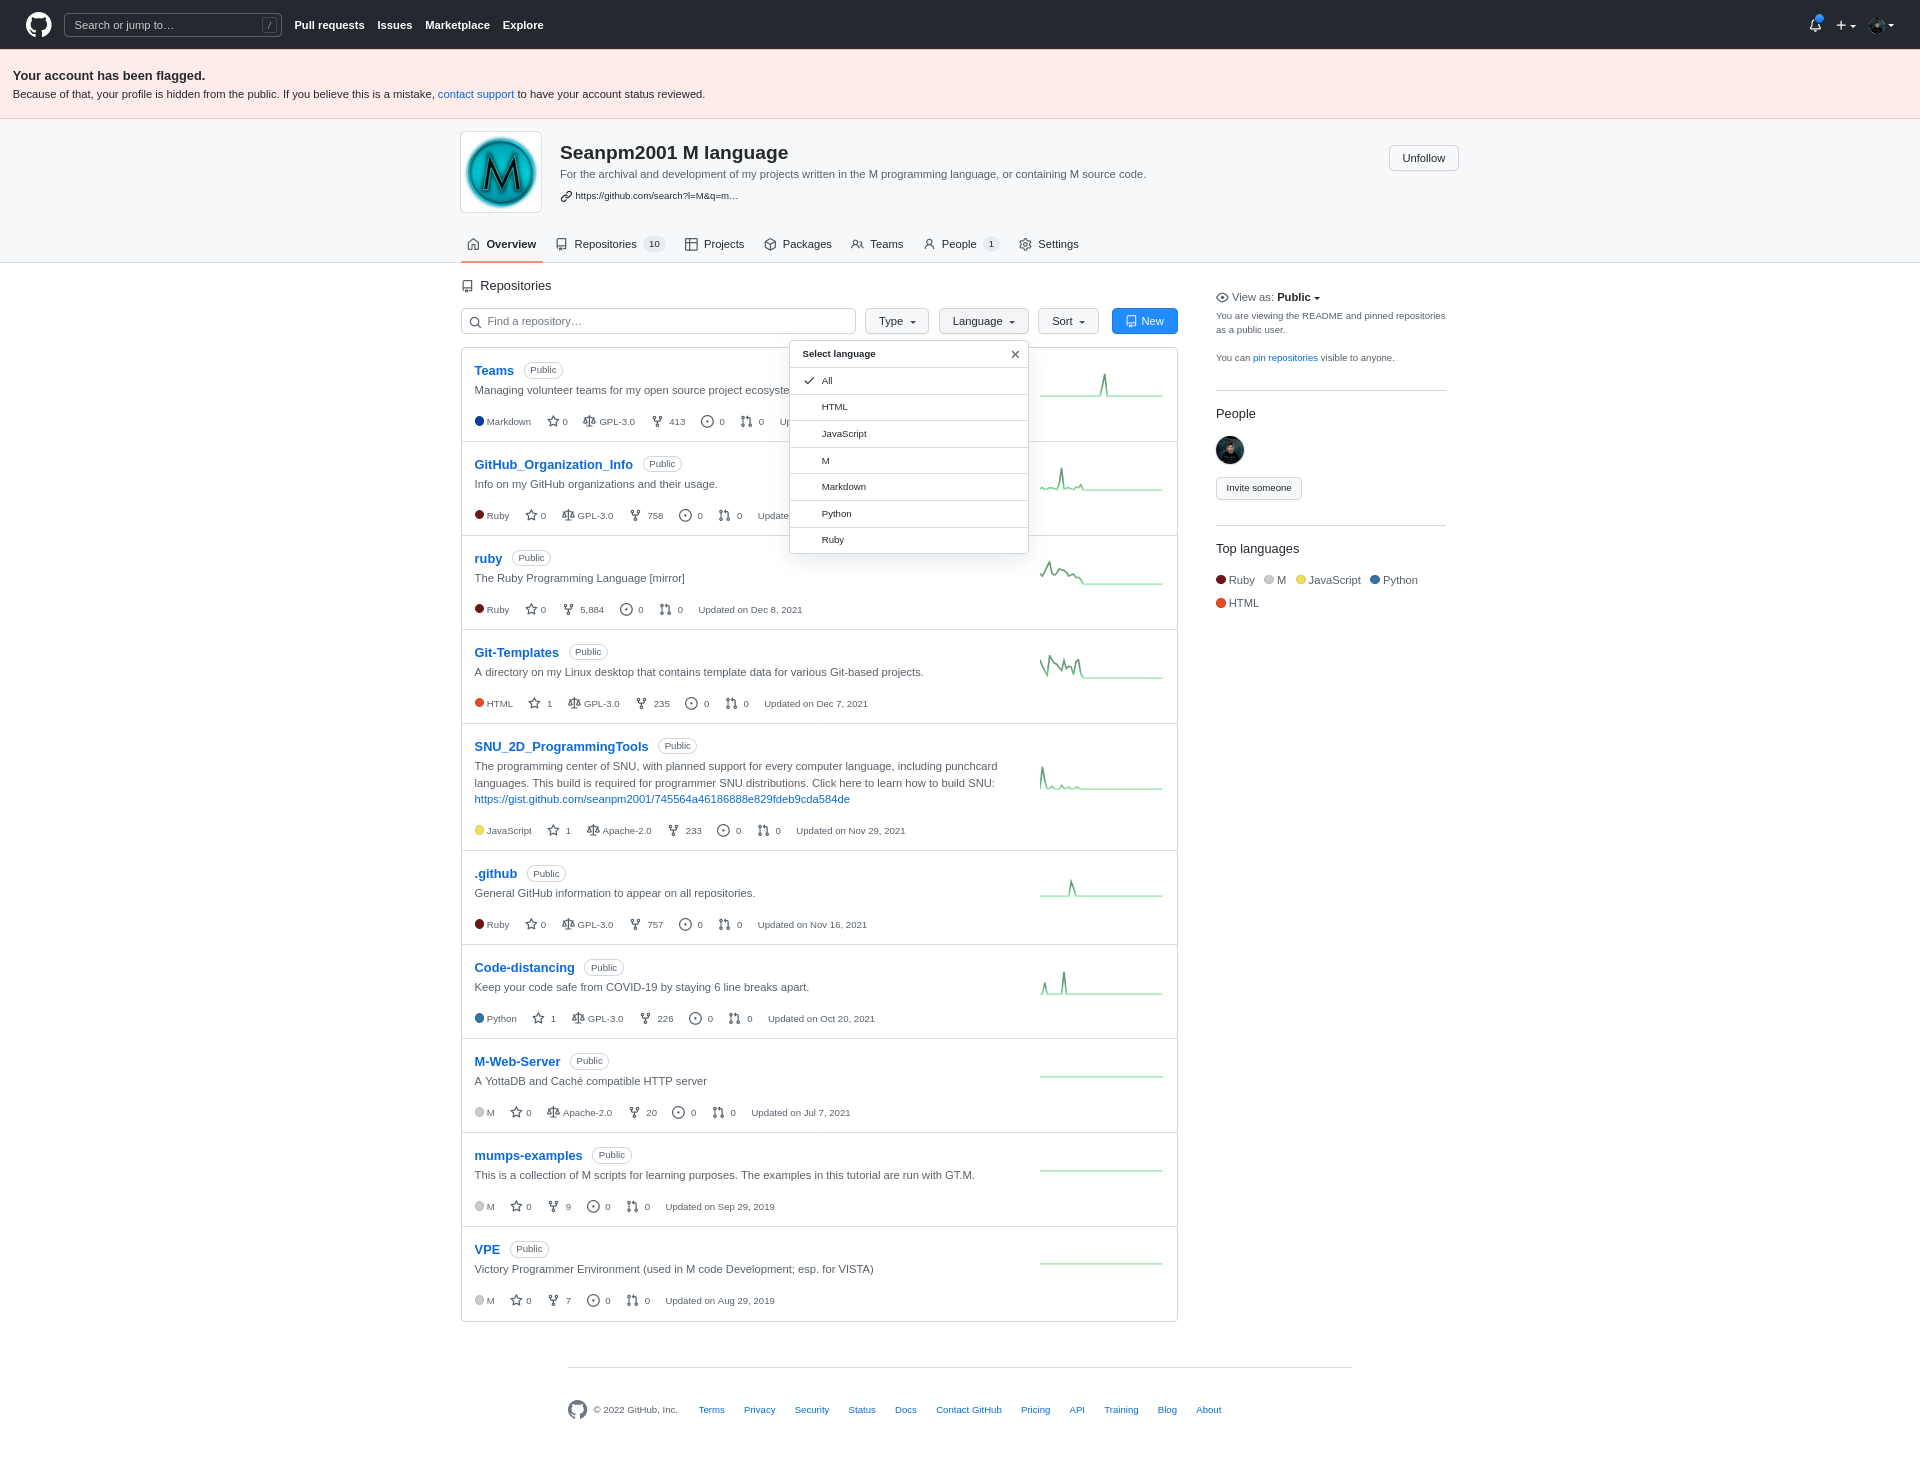 Search or jump to… /
Pull requests Issues Marketplace Explore
Your account has been flagged.
Because of that, your profile is hidden from the public. If you believe this is a mistake, contact support to have your account status reviewed.
M
Seanpm2001 M language
Unfollow
For the archival and development of my projects written in the M programming language, or containing M source code.
https://github.com/search?l=M&q=m…
Overview Repositories 10 Projects Packages Teams People 1 Settings
Repositories
Find a repository…
Type Language Sort New
Select language
All
HTML
JavaScript
M
Markdown
Python
Ruby
Teams Public
Managing volunteer teams for my open source project ecosyste
Markdown 0 GPL-3.0 413 0 0 Up
GitHub_Organization_Info Public
Info on my GitHub organizations and their usage.
Ruby 0 GPL-3.0 758 0 0 Update
ruby Public
The Ruby Programming Language [mirror]
Ruby 0 5,884 0 0 Updated on Dec 8, 2021
Git-Templates Public
A directory on my Linux desktop that contains template data for various Git-based projects.
HTML 1 GPL-3.0 235 0 0 Updated on Dec 7, 2021
SNU_2D_ProgrammingTools Public
The programming center of SNU, with planned support for every computer language, including punchcard
languages. This build is required for programmer SNU distributions. Click here to learn how to build SNU:
https://gist.github.com/seanpm2001/745564a46186888e829fdeb9cda584de
JavaScript 1 Apache-2.0 233 0 0 Updated on Nov 29, 2021
.github Public
General GitHub information to appear on all repositories.
Ruby 0 GPL-3.0 757 0 0 Updated on Nov 16, 2021
Code-distancing Public
Keep your code safe from COVID-19 by staying 6 line breaks apart.
Python 1 GPL-3.0 226 0 0 Updated on Oct 20, 2021
M-Web-Server Public
A YottaDB and Caché compatible HTTP server
M 0 Apache-2.0 20 0 0 Updated on Jul 7, 2021
mumps-examples Public
This is a collection of M scripts for learning purposes. The examples in this tutorial are run with GT.M.
M 0 9 0 0 Updated on Sep 29, 2019
VPE Public
Victory Programmer Environment (used in M code Development; esp. for VISTA)
M 0 7 0 0 Updated on Aug 29, 2019
View as: Public
You are viewing the README and pinned repositories
as a public user.
You can pin repositories visible to anyone.
People
Invite someone
Top languages
Ruby M JavaScript Python
HTML
© 2022 GitHub, Inc. Terms Privacy Security Status Docs Contact GitHub Pricing API Training Blog About